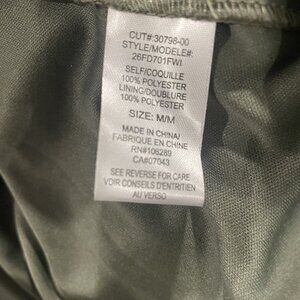 CUT#:30798-00
STYLE/MODELE#:
26FD701FWI
SELF/COQUILLE
100% POLYESTER
LINING/DOUBLURE
100% POLYESTER
SIZE: M/M
MADE IN CHINA/
FABRIQUE EN CHINE
RN#106289
CA#07043
SEE REVERSE FOR CARE
VOIR CONSEILS D'ENTRETIEN
AU VERSO